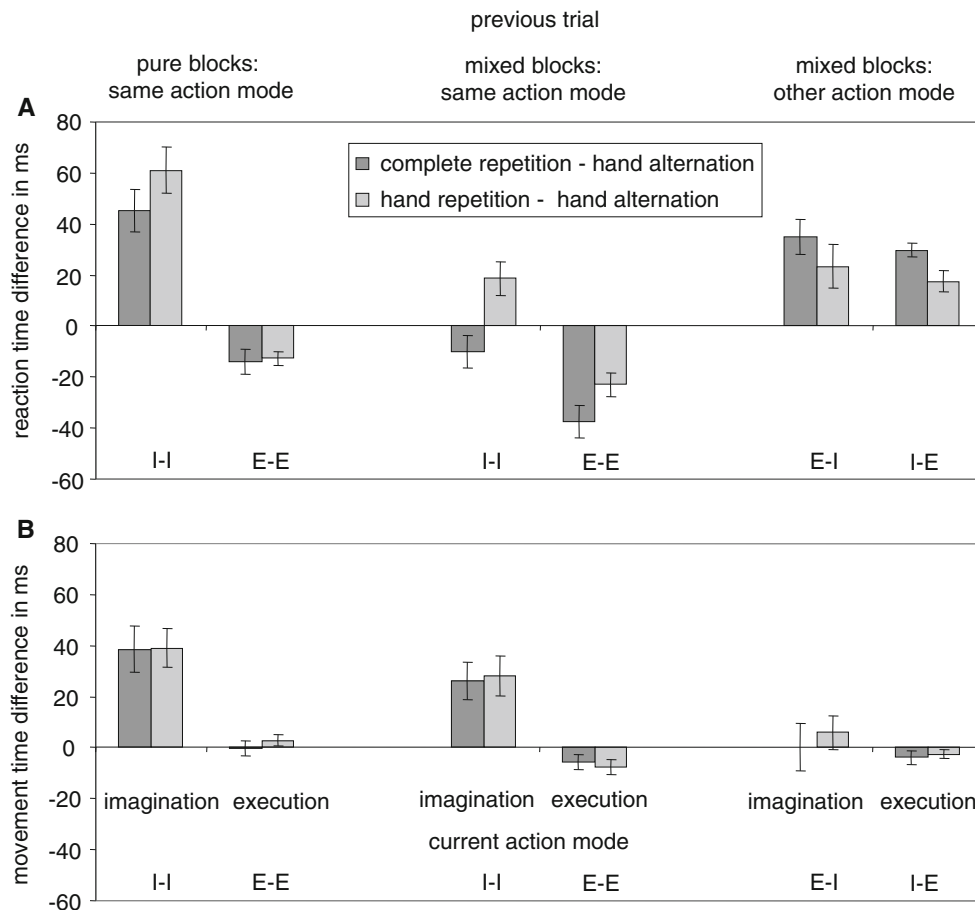 previous trial
pure blocks:
same action mode
mixed blocks:
same action mode
mixed blocks:
other action mode
A
reaction time difference in ms
80
60
40
20
0
-20
-40
-60
complete repetition - hand alternation
hand repetition - hand alternation
I-I
E-E
I-I
E-E
E-I
I-E
B
movement time difference in ms
80
60
40
20
0
-20
-40
-60
imagination
execution
imagination
execution
imagination
execution
current action mode
I-I
E-E
I-I
E-E
E-I
I-E